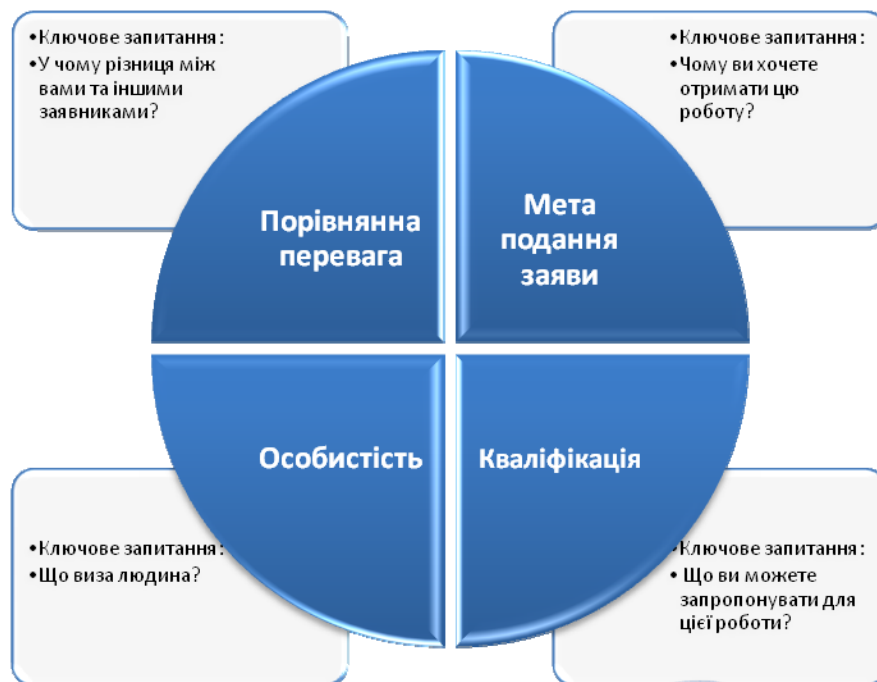 •Ключове запитання:
•У чому різниця між
вами та іншими
заявниками?
•Ключове запитання:
•Чому ви хочете
отримати цю
роботу?
Порівнянна
перевага
Мета
подання
заяви
Особистість
Кваліфікація
•Ключове запитання:
•Що виза людина?
•Ключове запитання:
• Що ви можете
запропонувати для
цієї роботи?